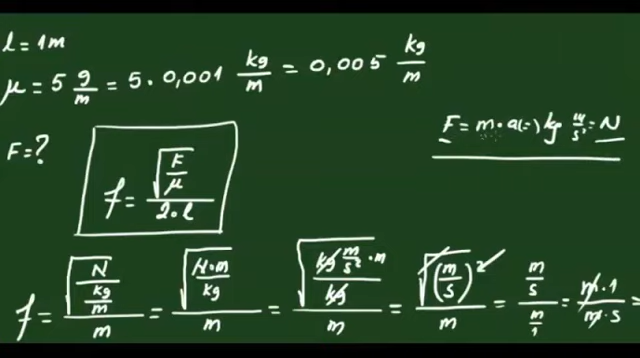 l = 1m
μ = 5 g/m = 5 · 0,001 kg/m = 0,005 kg/m
F = m · a (=) kg · m/s² = N
F = ?
f = √(F/μ) / 2·l
f = √(N/(kg/m)) / m = √(N·m/kg) / m = √(kg m/s² · m / kg) / m = √((m/s)²) / m = (m/s) / (m/1) = m·1 / m·s =